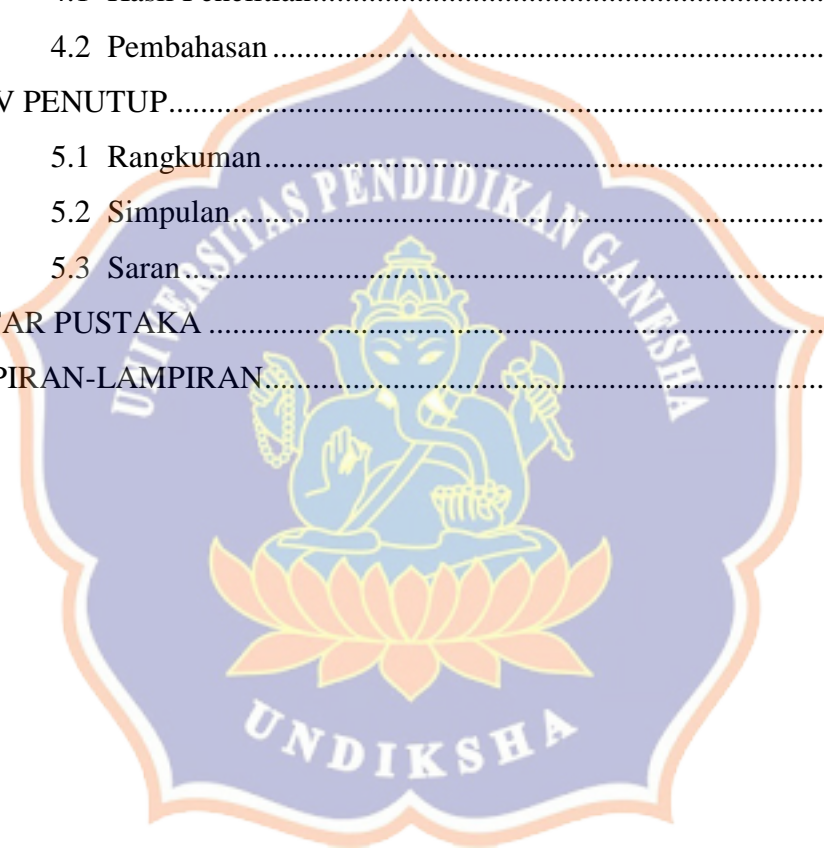 4.2 Pembahasan ........................................................................
V PENUTUP ........................................................................
5.1 Rangkuman ........................................................................
5.2 Simpulan ........................................................................
5.3 Saran ........................................................................
AR PUSTAKA ........................................................................
PIRAN-LAMPIRAN ........................................................................
UNIVERSITAS PENDIDIKAN GANESHA
UNDIKSHA